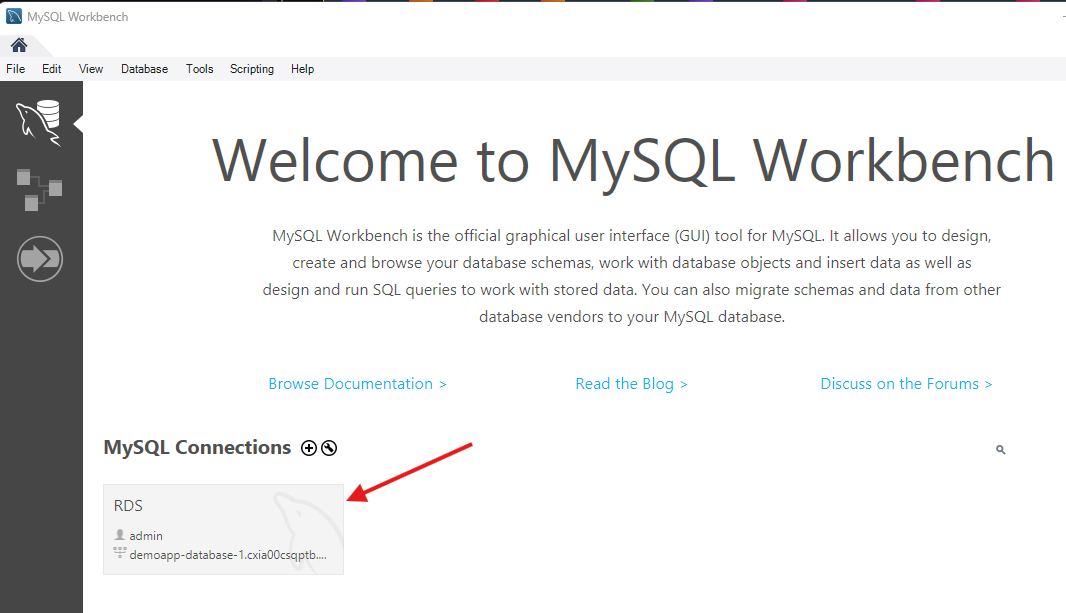 MySQL Workbench
File Edit View Database Tools Scripting Help
Welcome to MySQL Workbench
MySQL Workbench is the official graphical user interface (GUI) tool for MySQL. It allows you to design,
create and browse your database schemas, work with database objects and insert data as well as
design and run SQL queries to work with stored data. You can also migrate schemas and data from other
database vendors to your MySQL database.
Browse Documentation > Read the Blog > Discuss on the Forums >
MySQL Connections
RDS
admin
demoapp-database-1.cxia00csqptb....